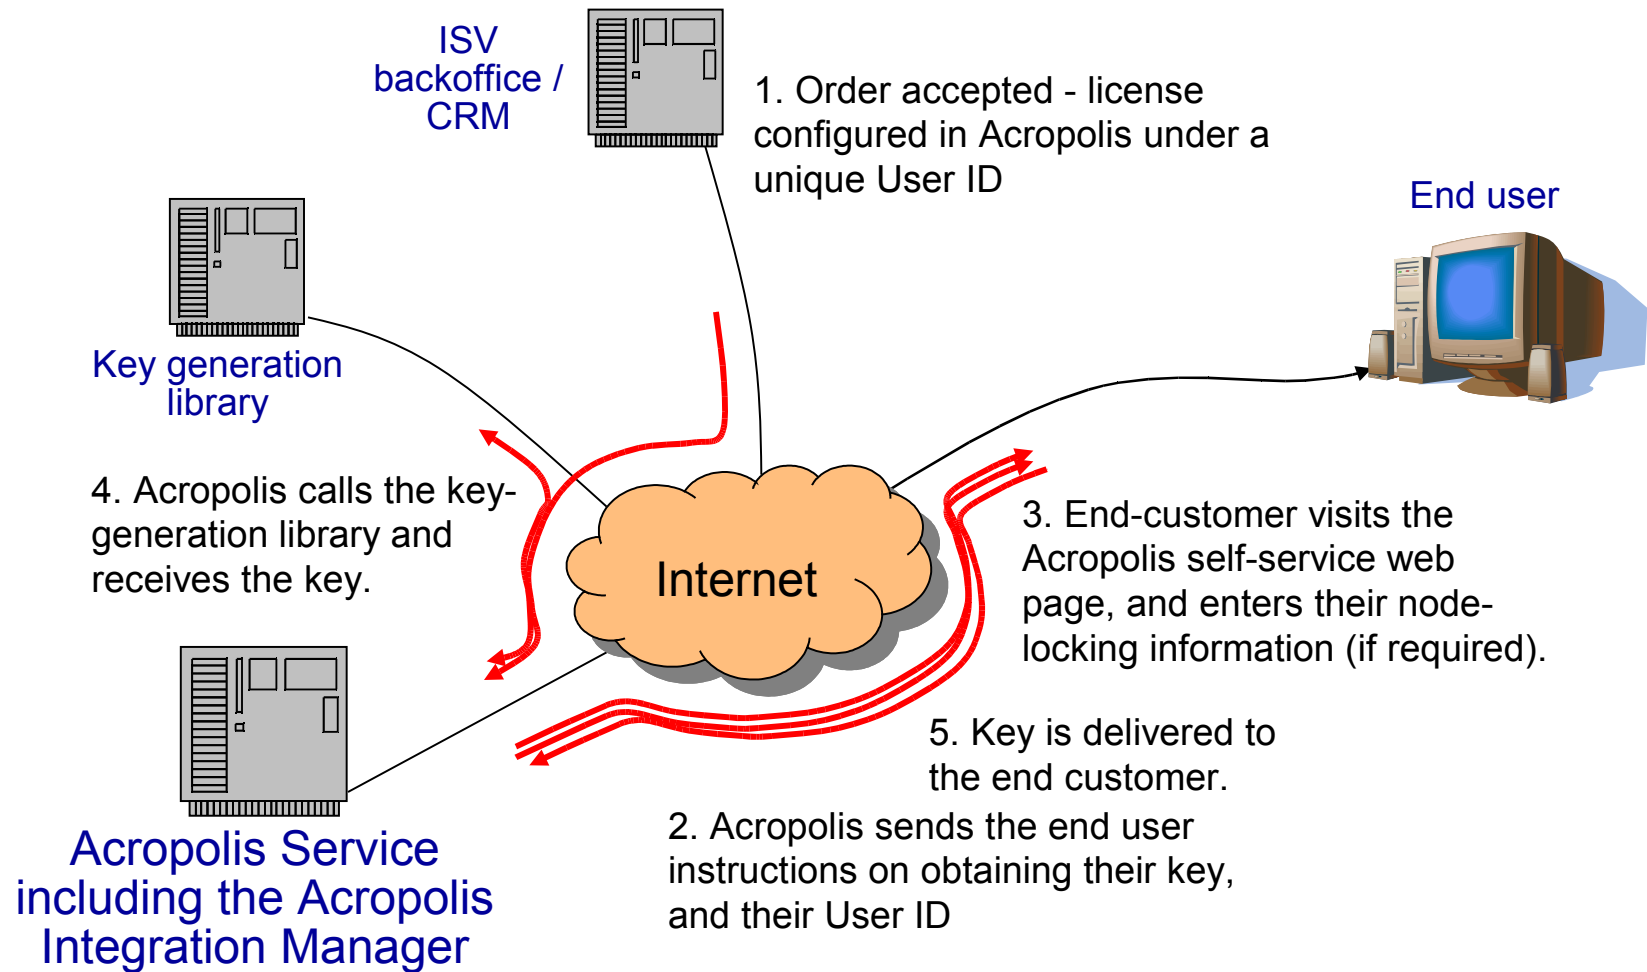 ISV
backoffice /
CRM
1. Order accepted - license
configured in Acropolis under a
unique User ID
End user
Key generation
library
4. Acropolis calls the key-
generation library and
receives the key.
Internet
3. End-customer visits the
Acropolis self-service web
page, and enters their node-
locking information (if required).
5. Key is delivered to
the end customer.
2. Acropolis sends the end user
instructions on obtaining their key,
and their User ID
Acropolis Service
including the Acropolis
Integration Manager